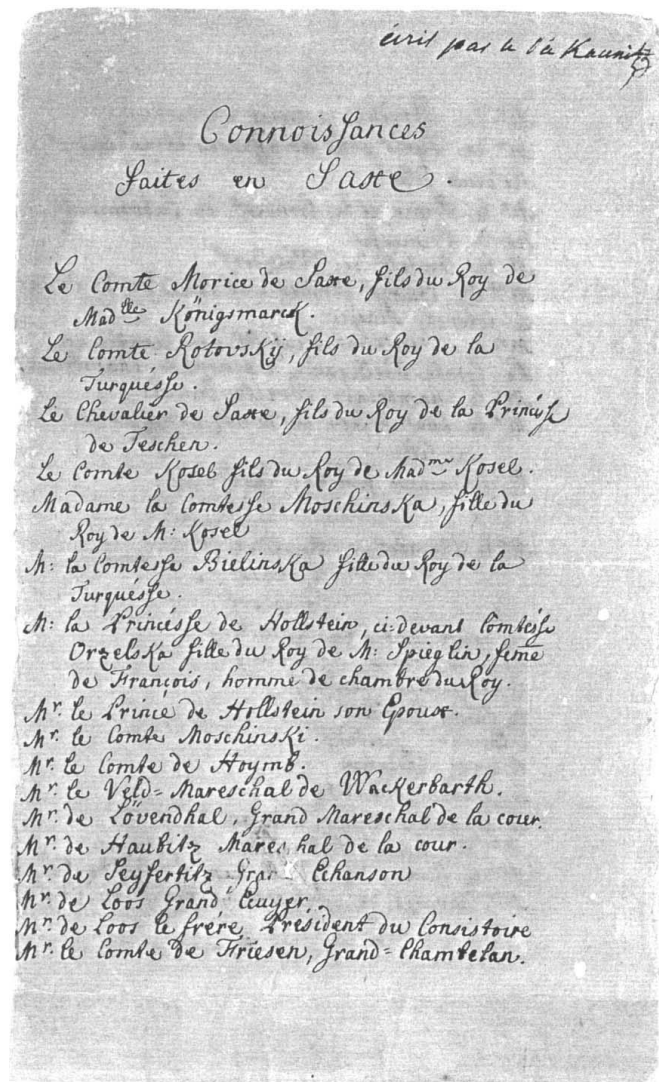 écrit par le Cte Kaunitz
Connoissances
faites en Saxe.
Le Comte Morice de Saxe, fils du Roy de
Madlle Königsmarck.
Le Comte Rotovskÿ, fils du Roy de la
Turquésse.
Le Chevalier de Saxe, fils du Roy de la Princésse
de Teschen.
Le Comte Kosel fils du Roy de Madme Kosel.
Madame la Comtesse Moschinska, fille du
Roy de M: Kosel
M: la Comtesse Bielinska fille du Roy de la
Turquésse.
M: la Princésse de Hollstein, ci-devant Comtésse
Orzelska fille du Roy de M: Spieglin, feme
de François, homme de chambre du Roy.
Mr. le Prince de Hollstein son Epoux.
Mr. le Comte Moschinski.
Mr. le Comte de Hoymb.
Mr. le Veld=Mareschal de Wackerbarth.
Mr. de Lövendhal, Grand Mareschal de la cour.
Mr. de Haubitz Mareschal de la cour.
Mr. de Seyfertitz Grand Echanson
Mr. de Loos Grand Ecuyer.
Mr. de Loos le frére Président du Consistoire
Mr. le Comte de Friesen, Grand=Chambelan.